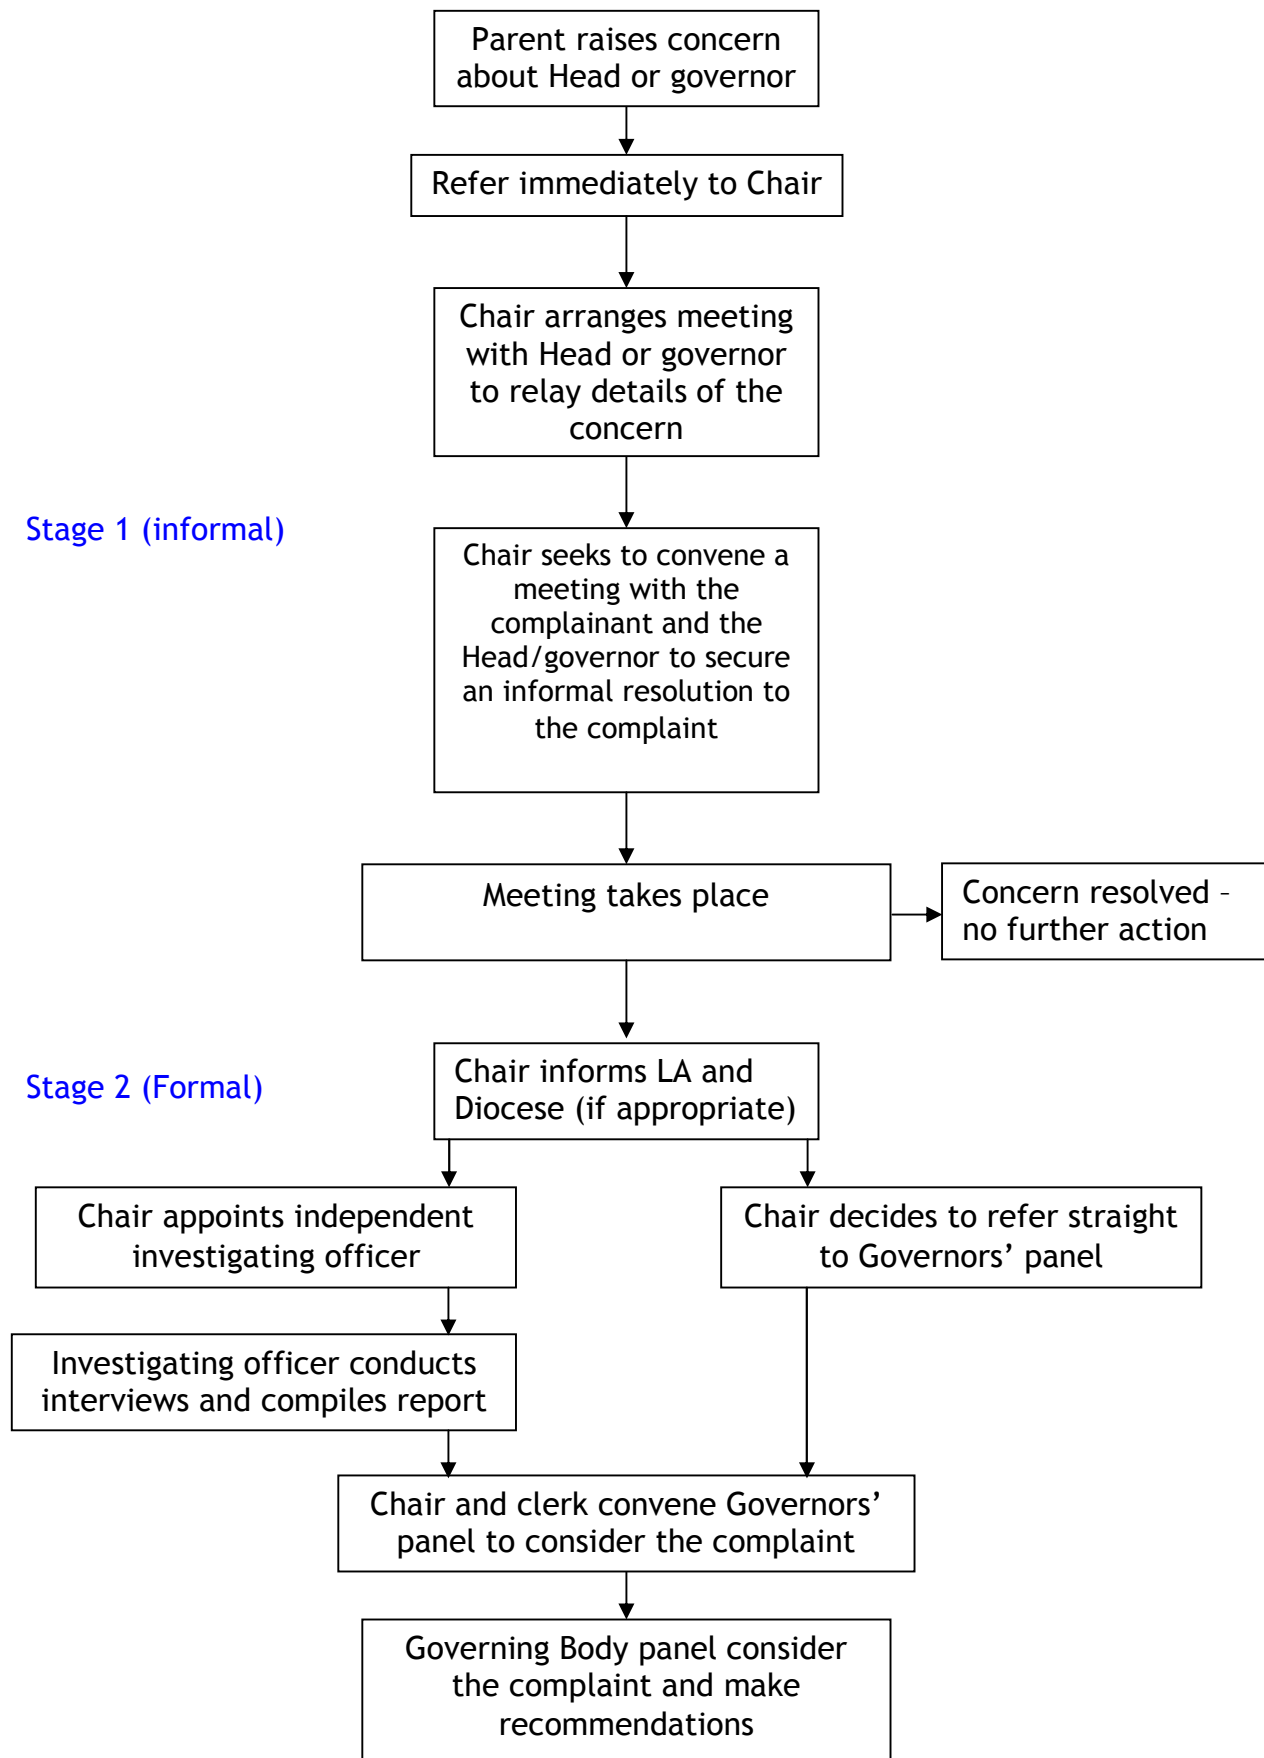 Parent raises concern
about Head or governor
Refer immediately to Chair
Chair arranges meeting
with Head or governor
to relay details of the
concern
Stage 1 (informal)
Chair seeks to convene a
meeting with the
complainant and the
Head/governor to secure
an informal resolution to
the complaint
Meeting takes place
Concern resolved –
no further action
Stage 2 (Formal)
Chair informs LA and
Diocese (if appropriate)
Chair appoints independent
investigating officer
Chair decides to refer straight
to Governors’ panel
Investigating officer conducts
interviews and compiles report
Chair and clerk convene Governors’
panel to consider the complaint
Governing Body panel consider
the complaint and make
recommendations